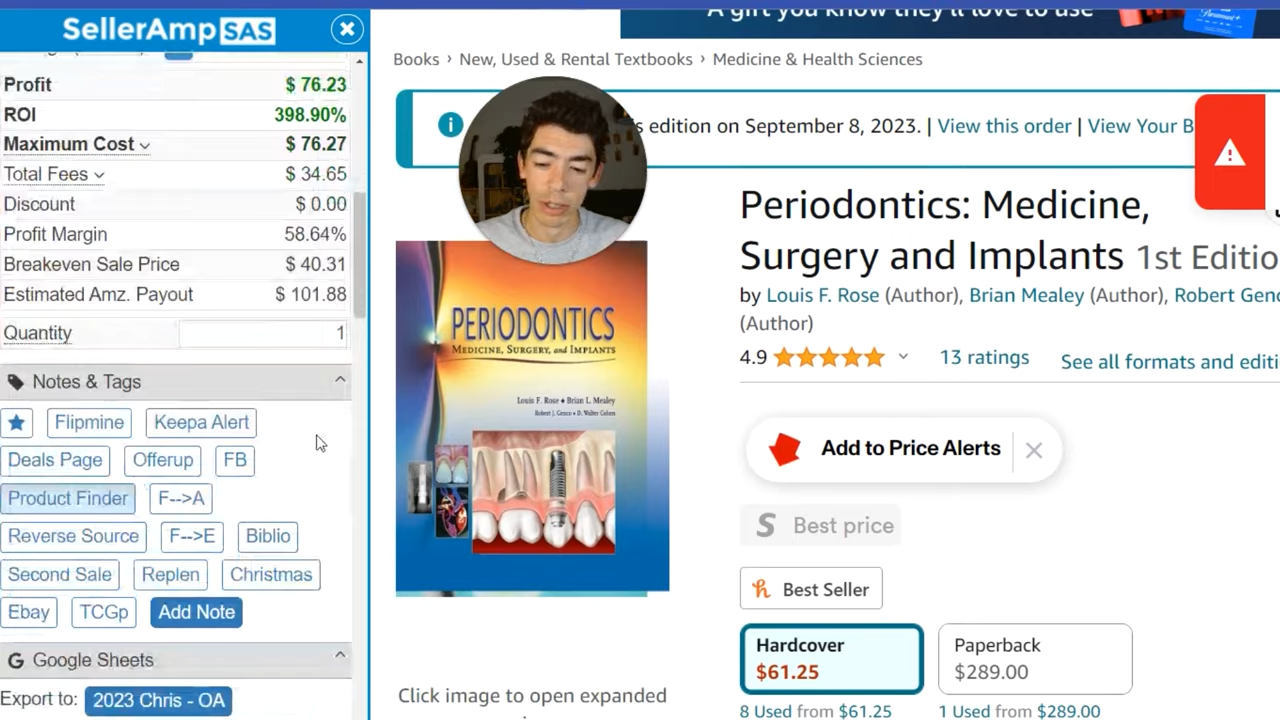 SellerAmp SAS
Profit $ 76.23
ROI 398.90%
Maximum Cost $ 76.27
Total Fees $ 34.65
Discount $ 0.00
Profit Margin 58.64%
Breakeven Sale Price $ 40.31
Estimated Amz. Payout $ 101.88
Quantity 1
Notes & Tags
Flipmine Keepa Alert
Deals Page Offerup FB
Product Finder F-->A
Reverse Source F-->E Biblio
Second Sale Replen Christmas
Ebay TCGp Add Note
Google Sheets
Export to: 2023 Chris - OA
A gift you know they'll love to
Paramount+
Books › New, Used & Rental Textbooks › Medicine & Health Sciences
s edition on September 8, 2023. | View this order | View Your B
PERIODONTICS
MEDICINE, SURGERY, AND IMPLANTS
Louis F. Rose • Brian L. Mealey
Robert J. Genco • D. Walter Cohen
Click image to open expanded
Periodontics: Medicine,
Surgery and Implants 1st Editio
by Louis F. Rose (Author), Brian Mealey (Author), Robert Genc
(Author)
4.9 13 ratings See all formats and editi
Add to Price Alerts
S Best price
h Best Seller
Hardcover
$61.25
8 Used from $61.25
Paperback
$289.00
1 Used from $289.00